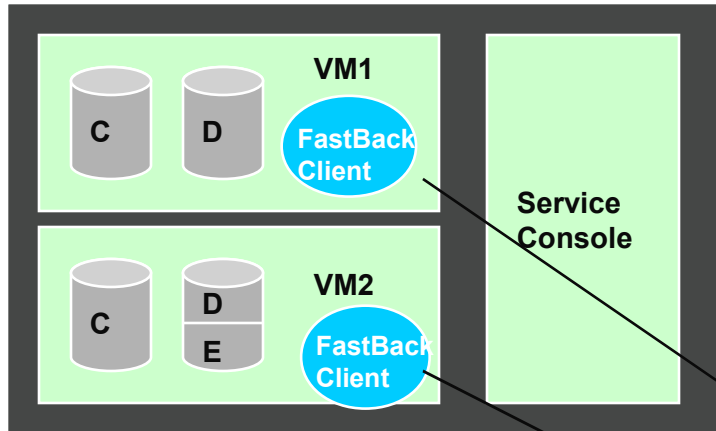 VM1
C
D
FastBack
Client
Service
Console
VM2
C
D
E
FastBack
Client